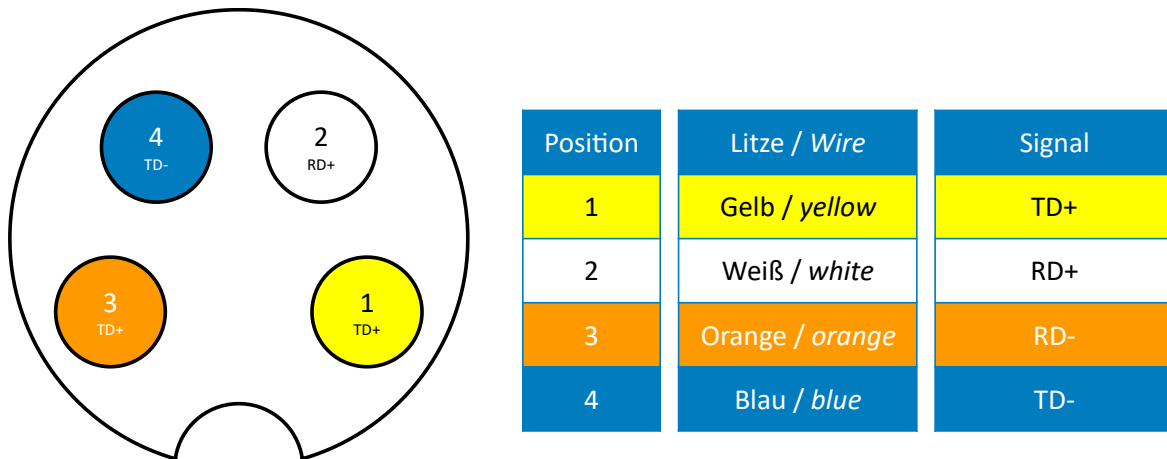 4
TD-
2
RD+
3
TD+
1
TD+
Position Litze / Wire Signal
1 Gelb / yellow TD+
2 Weiß / white RD+
3 Orange / orange RD-
4 Blau / blue TD-